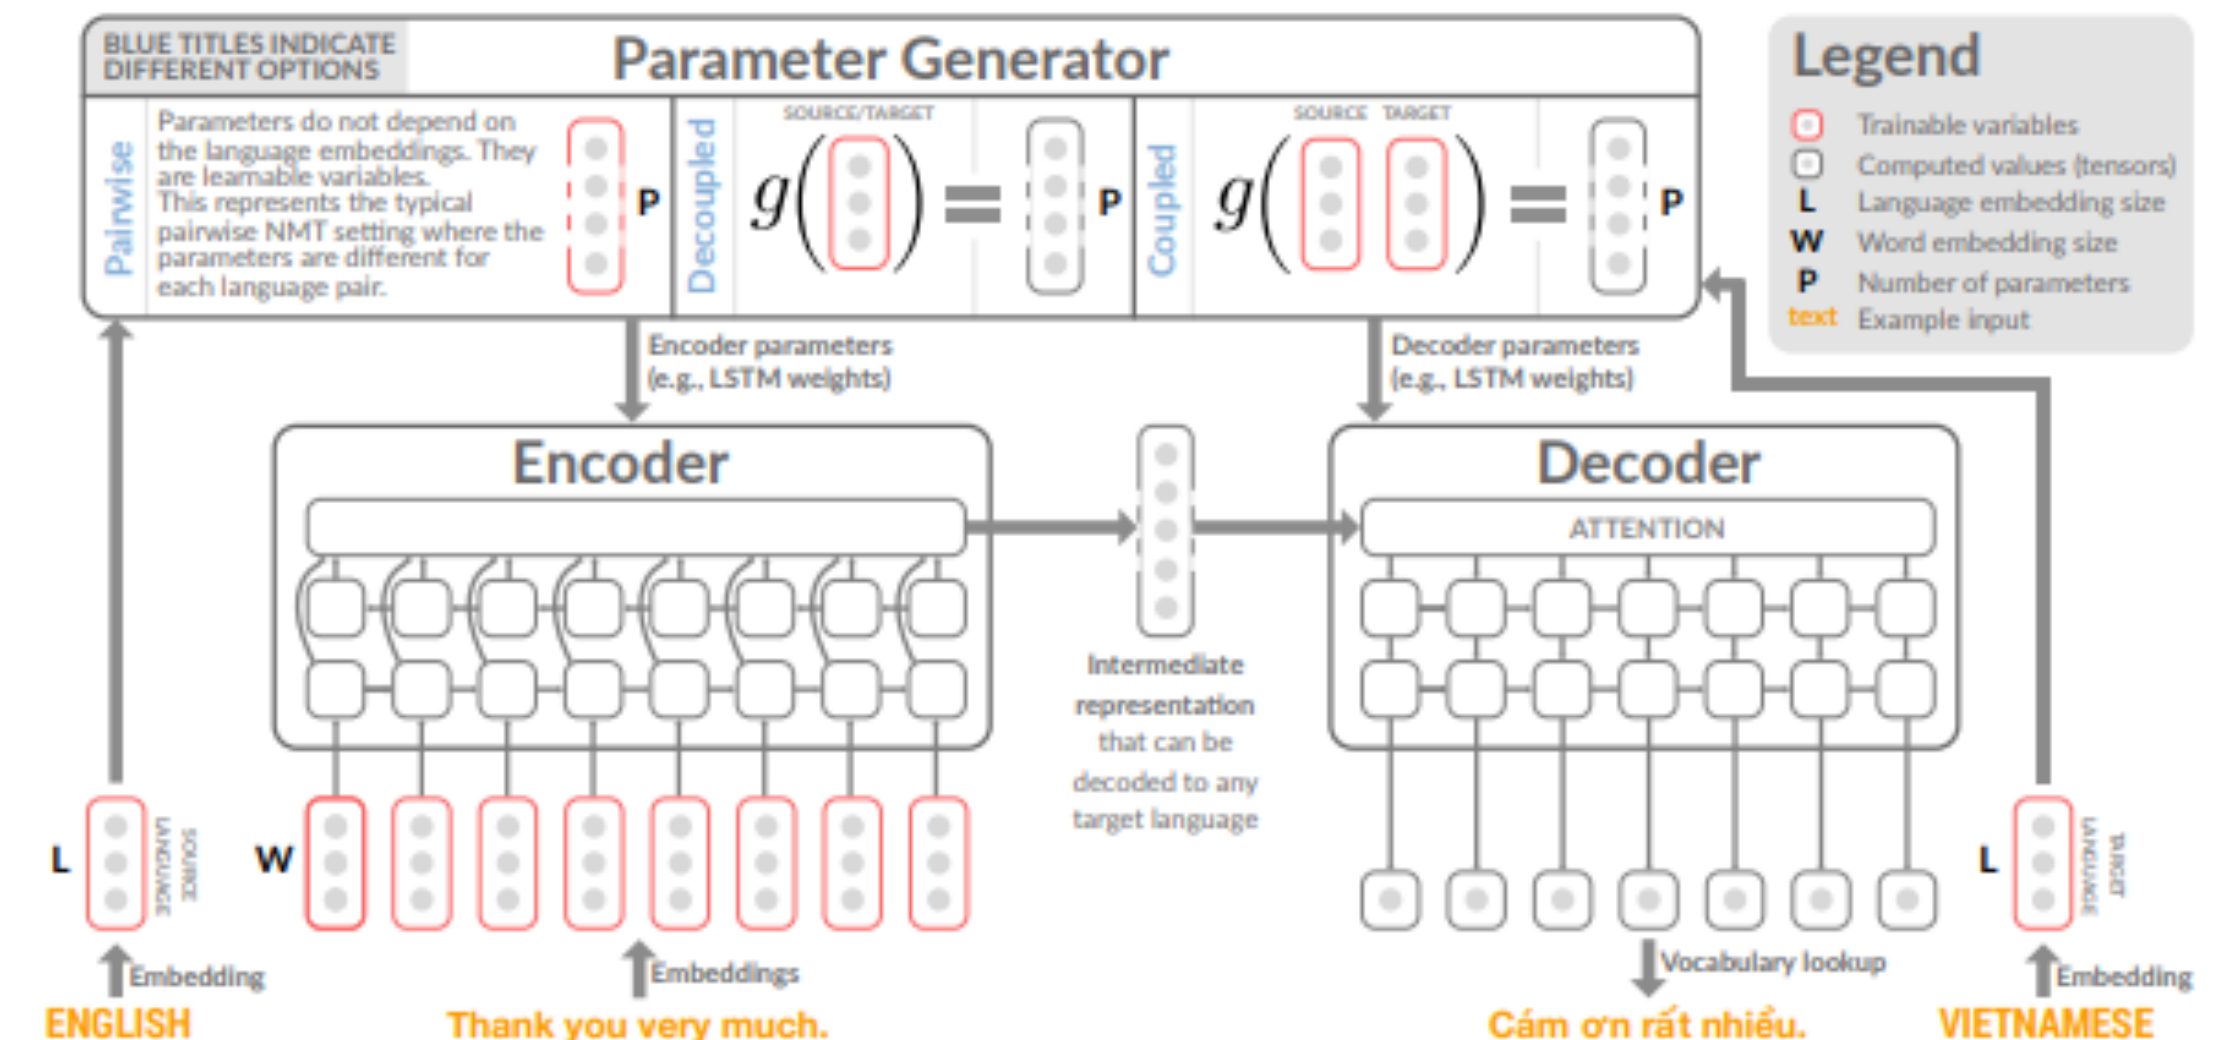 BLUE TITLES INDICATE
DIFFERENT OPTIONS
Parameter Generator
Pairwise
Parameters do not depend on
the language embeddings. They
are learnable variables.
This represents the typical
pairwise NMT setting where the
parameters are different for
each language pair.
P
Decoupled
SOURCE/TARGET
g( ) =
P
Coupled
SOURCE TARGET
g( ) =
P
Legend
Trainable variables
Computed values (tensors)
L Language embedding size
W Word embedding size
P Number of parameters
text Example input
Encoder parameters
(e.g., LSTM weights)
Decoder parameters
(e.g., LSTM weights)
Encoder
Decoder
ATTENTION
Intermediate
representation
that can be
decoded to any
target language
L
SOURCE
LANGUAGE
W
L
TARGET
LANGUAGE
Embedding
Embeddings
Vocabulary lookup
Embedding
ENGLISH
Thank you very much.
Cám ơn rất nhiều.
VIETNAMESE